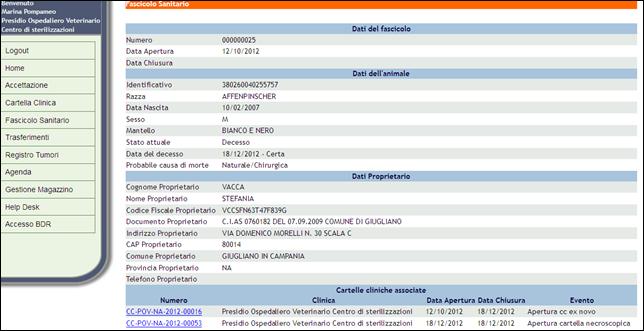 Benvenuto
Marina Pompameo
Presidio Ospedaliero Veterinario
Centro di sterilizzazioni
Logout
Home
Accettazione
Cartella Clinica
Fascicolo Sanitario
Trasferimenti
Registro Tumori
Agenda
Gestione Magazzino
Help Desk
Accesso BDR
Fascicolo Sanitario
Dati del fascicolo
Numero 000000025
Data Apertura 12/10/2012
Data Chiusura
Dati dell'animale
Identificativo 380260040255757
Razza AFFENPINSCHER
Data Nascita 10/02/2007
Sesso M
Mantello BIANCO E NERO
Stato attuale Decesso
Data del decesso 18/12/2012 - Certa
Probabile causa di morte Naturale/Chirurgica
Dati Proprietario
Cognome Proprietario VACCA
Nome Proprietario STEFANIA
Codice Fiscale Proprietario VCCSFN63T47F839G
Documento Proprietario C.I.AS 0760182 DEL 07.09.2009 COMUNE DI GIUGLIANO
Indirizzo Proprietario VIA DOMENICO MORELLI N. 30 SCALA C
CAP Proprietario 80014
Comune Proprietario GIUGLIANO IN CAMPANIA
Provincia Proprietario NA
Telefono Proprietario
Cartelle cliniche associate
Numero Clinica Data Apertura Data Chiusura Evento
CC-POV-NA-2012-00016 Presidio Ospedaliero Veterinario Centro di sterilizzazioni 12/10/2012 18/12/2012 Apertura cc ex novo
CC-POV-NA-2012-00053 Presidio Ospedaliero Veterinario Centro di sterilizzazioni 18/12/2012 18/12/2012 Apertura cartella necroscopica